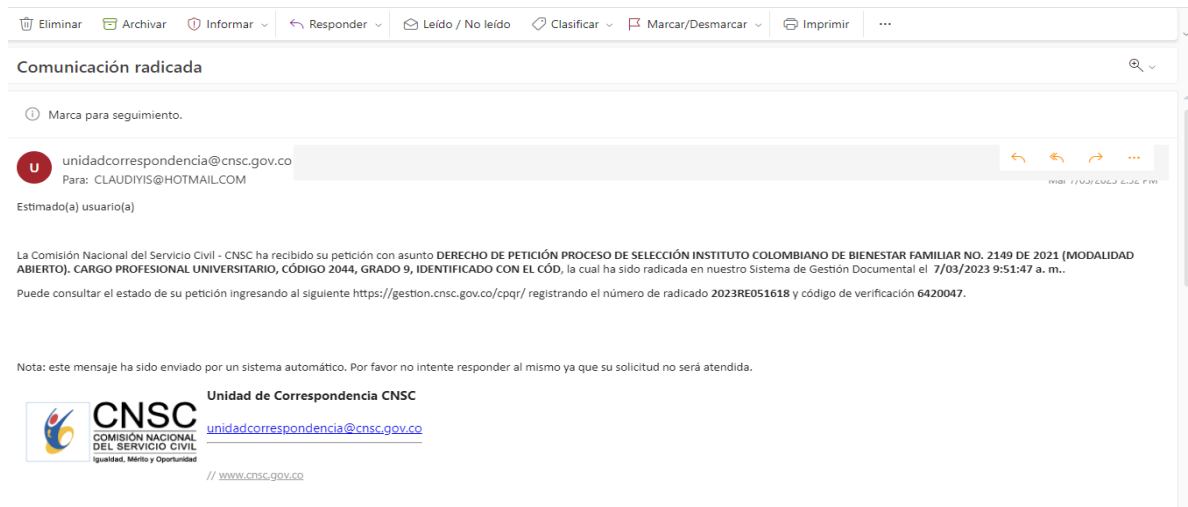 Eliminar Archivar Informar Responder Leído / No leído Clasificar Marcar/Desmarcar Imprimir ...
Comunicación radicada
Marca para seguimiento.
U
unidadcorrespondencia@cnsc.gov.co
Para: CLAUDIYIS@HOTMAIL.COM
Mar 7/03/2023 2:52 PM
Estimado(a) usuario(a)
La Comisión Nacional del Servicio Civil - CNSC ha recibido su petición con asunto DERECHO DE PETICIÓN PROCESO DE SELECCIÓN INSTITUTO COLOMBIANO DE BIENESTAR FAMILIAR NO. 2149 DE 2021 (MODALIDAD
ABIERTO). CARGO PROFESIONAL UNIVERSITARIO, CÓDIGO 2044, GRADO 9, IDENTIFICADO CON EL CÓD, la cual ha sido radicada en nuestro Sistema de Gestión Documental el 7/03/2023 9:51:47 a. m..
Puede consultar el estado de su petición ingresando al siguiente https://gestion.cnsc.gov.co/cpqr/ registrando el número de radicado 2023RE051618 y código de verificación 6420047.
Nota: este mensaje ha sido enviado por un sistema automático. Por favor no intente responder al mismo ya que su solicitud no será atendida.
Unidad de Correspondencia CNSC
CNSC
COMISIÓN NACIONAL
DEL SERVICIO CIVIL
Igualdad, Mérito y Oportunidad
unidadcorrespondencia@cnsc.gov.co
// www.cnsc.gov.co